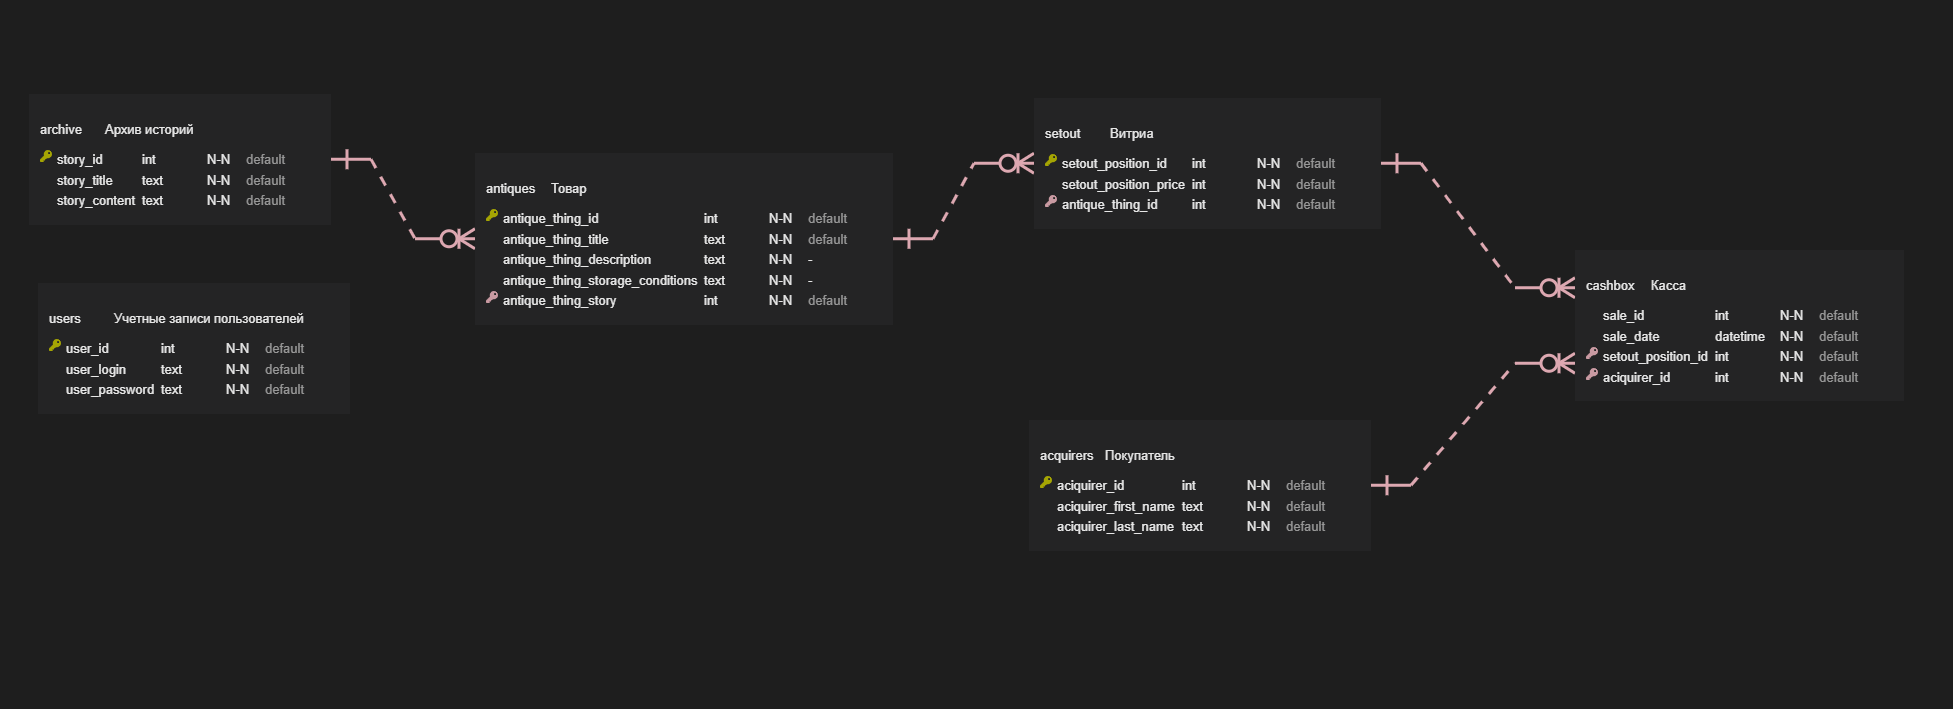 archive Архив историй
story_id int N-N default
story_title text N-N default
story_content text N-N default
users Учетные записи пользователей
user_id int N-N default
user_login text N-N default
user_password text N-N default
antiques Товар
antique_thing_id int N-N default
antique_thing_title text N-N default
antique_thing_description text N-N -
antique_thing_storage_conditions text N-N -
antique_thing_story int N-N default
setout Витриа
setout_position_id int N-N default
setout_position_price int N-N default
antique_thing_id int N-N default
acquirers Покупатель
aciquirer_id int N-N default
aciquirer_first_name text N-N default
aciquirer_last_name text N-N default
cashbox Касса
sale_id int N-N default
sale_date datetime N-N default
setout_position_id int N-N default
aciquirer_id int N-N default